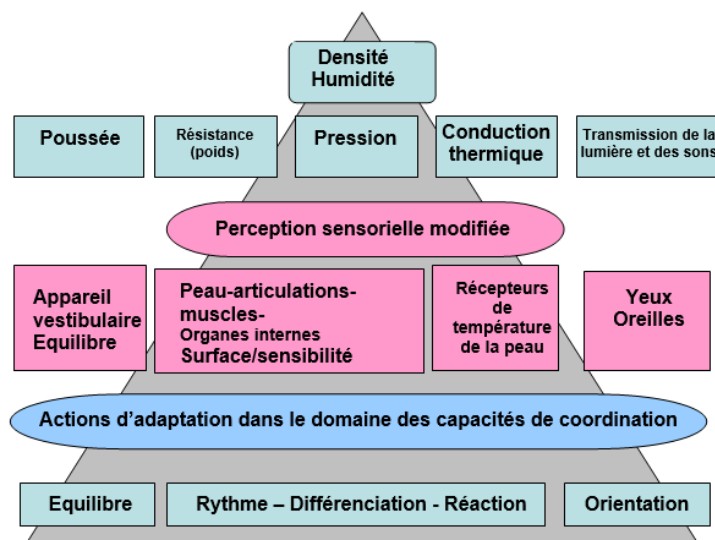 Densité
Humidité
Poussée
Résistance
(poids)
Pression
Conduction
thermique
Transmission de la
lumière et des sons
Perception sensorielle modifiée
Appareil
vestibulaire
Equilibre
Peau-articulations-
muscles-
Organes internes
Surface/sensibilité
Récepteurs
de
température
de la peau
Yeux
Oreilles
Actions d’adaptation dans le domaine des capacités de coordination
Equilibre
Rythme – Différenciation - Réaction
Orientation